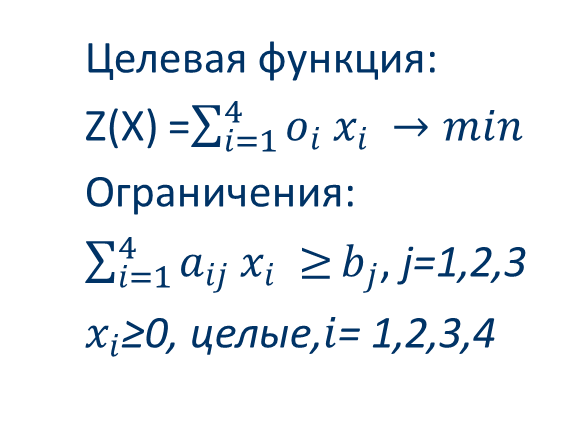 Целевая функция:
Z(X) =∑⁴ᵢ₌₁ oᵢ xᵢ → min
Ограничения:
∑⁴ᵢ₌₁ aᵢⱼ xᵢ ≥ bⱼ, j=1,2,3
xᵢ≥0, целые,i= 1,2,3,4